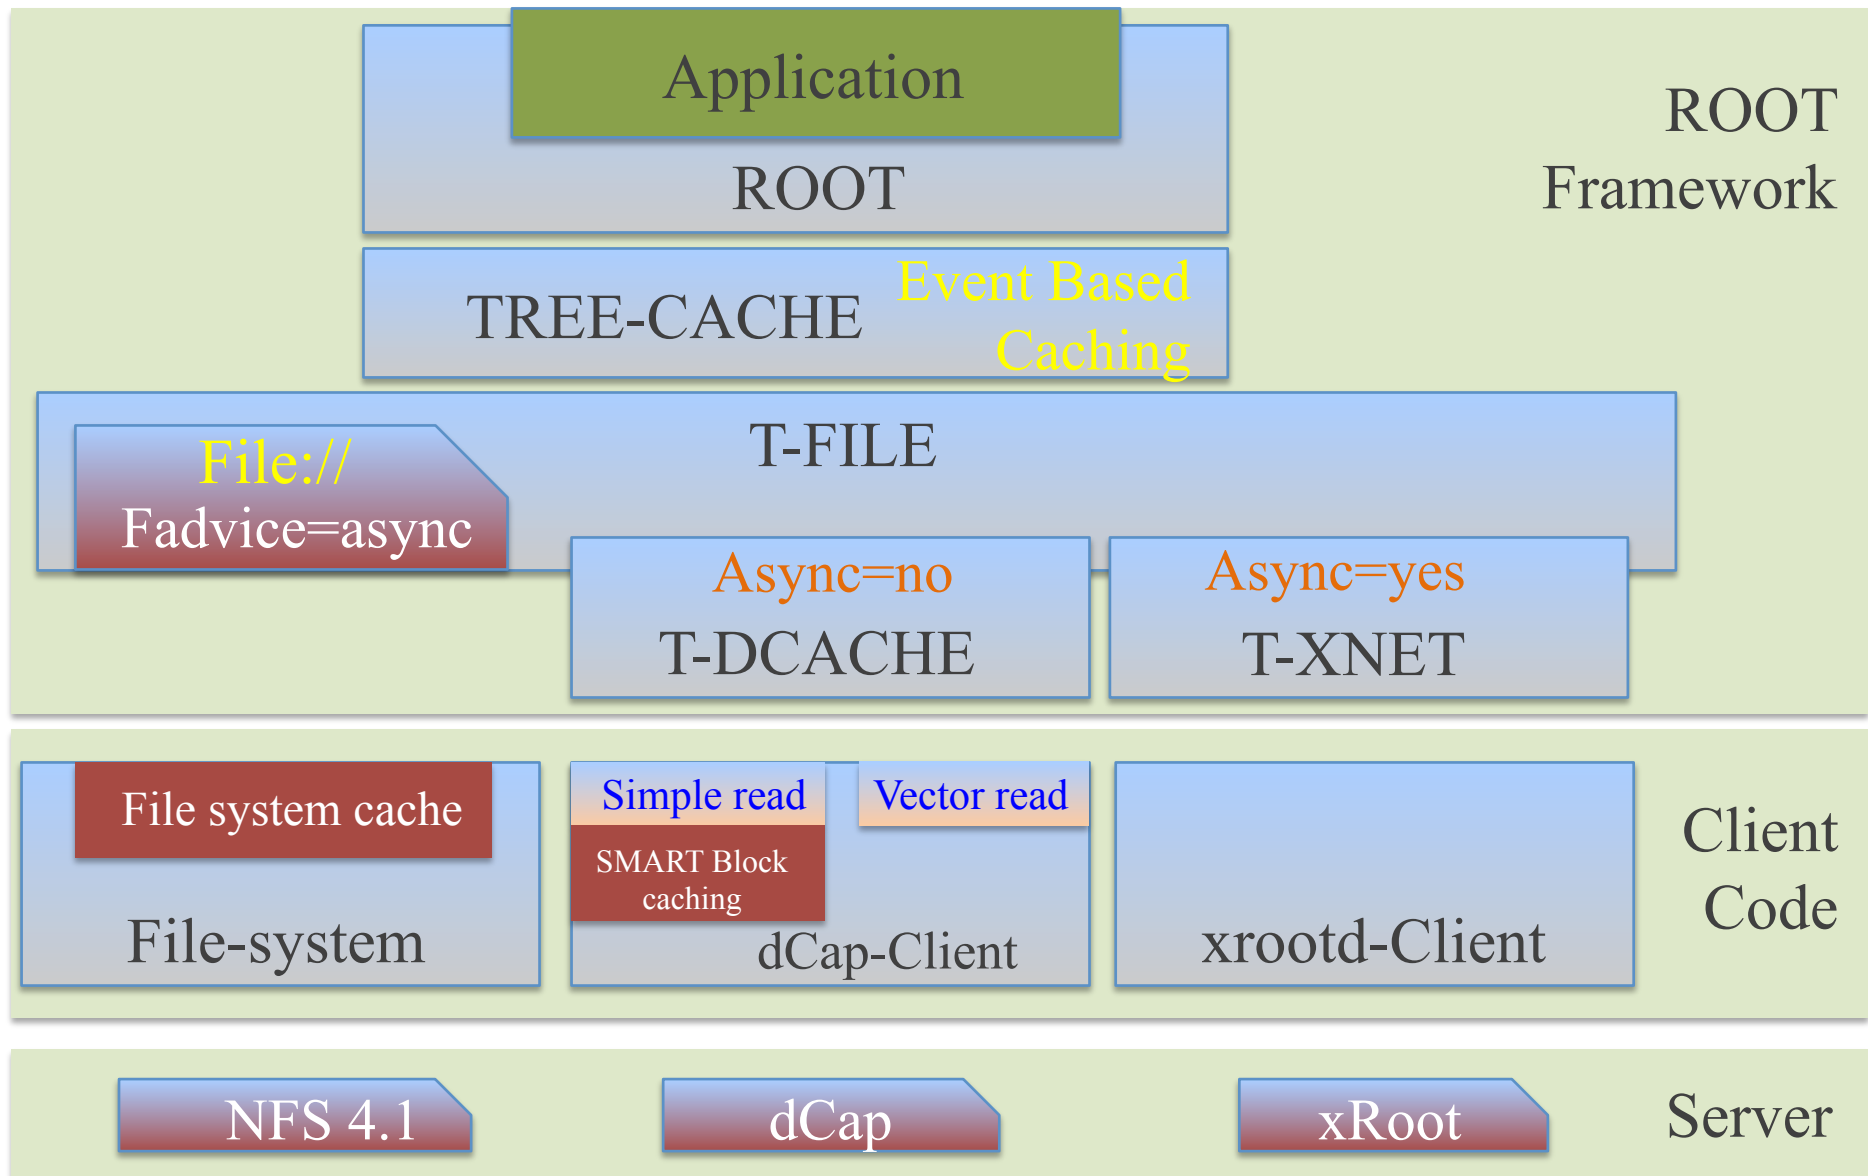 Application
ROOT
ROOT
Framework
TREE-CACHE
Event Based
Caching
T-FILE
File://
Fadvice=async
Async=no
T-DCACHE
Async=yes
T-XNET
File system cache
File-system
Simple read
Vector read
SMART Block
caching
dCap-Client
xrootd-Client
Client
Code
NFS 4.1
dCap
xRoot
Server